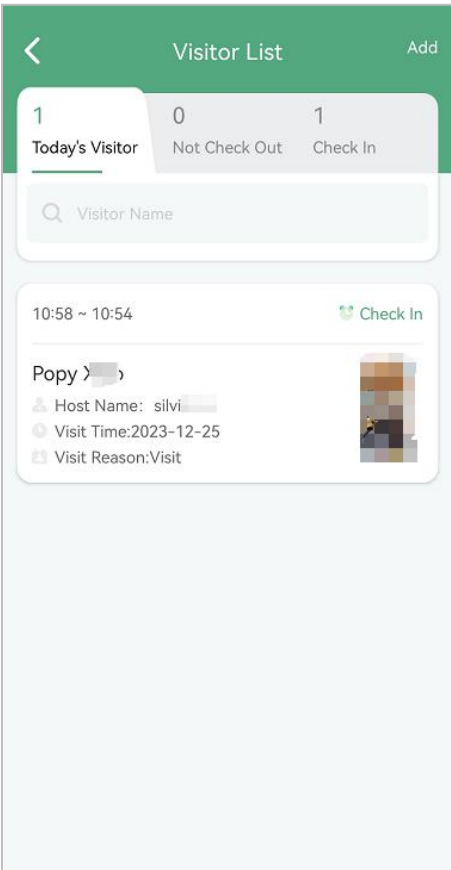 Visitor List
Add
1
Today's Visitor
0
Not Check Out
1
Check In
Visitor Name
10:58 ~ 10:54
Check In
Popy
Host Name: silvi
Visit Time:2023-12-25
Visit Reason:Visit